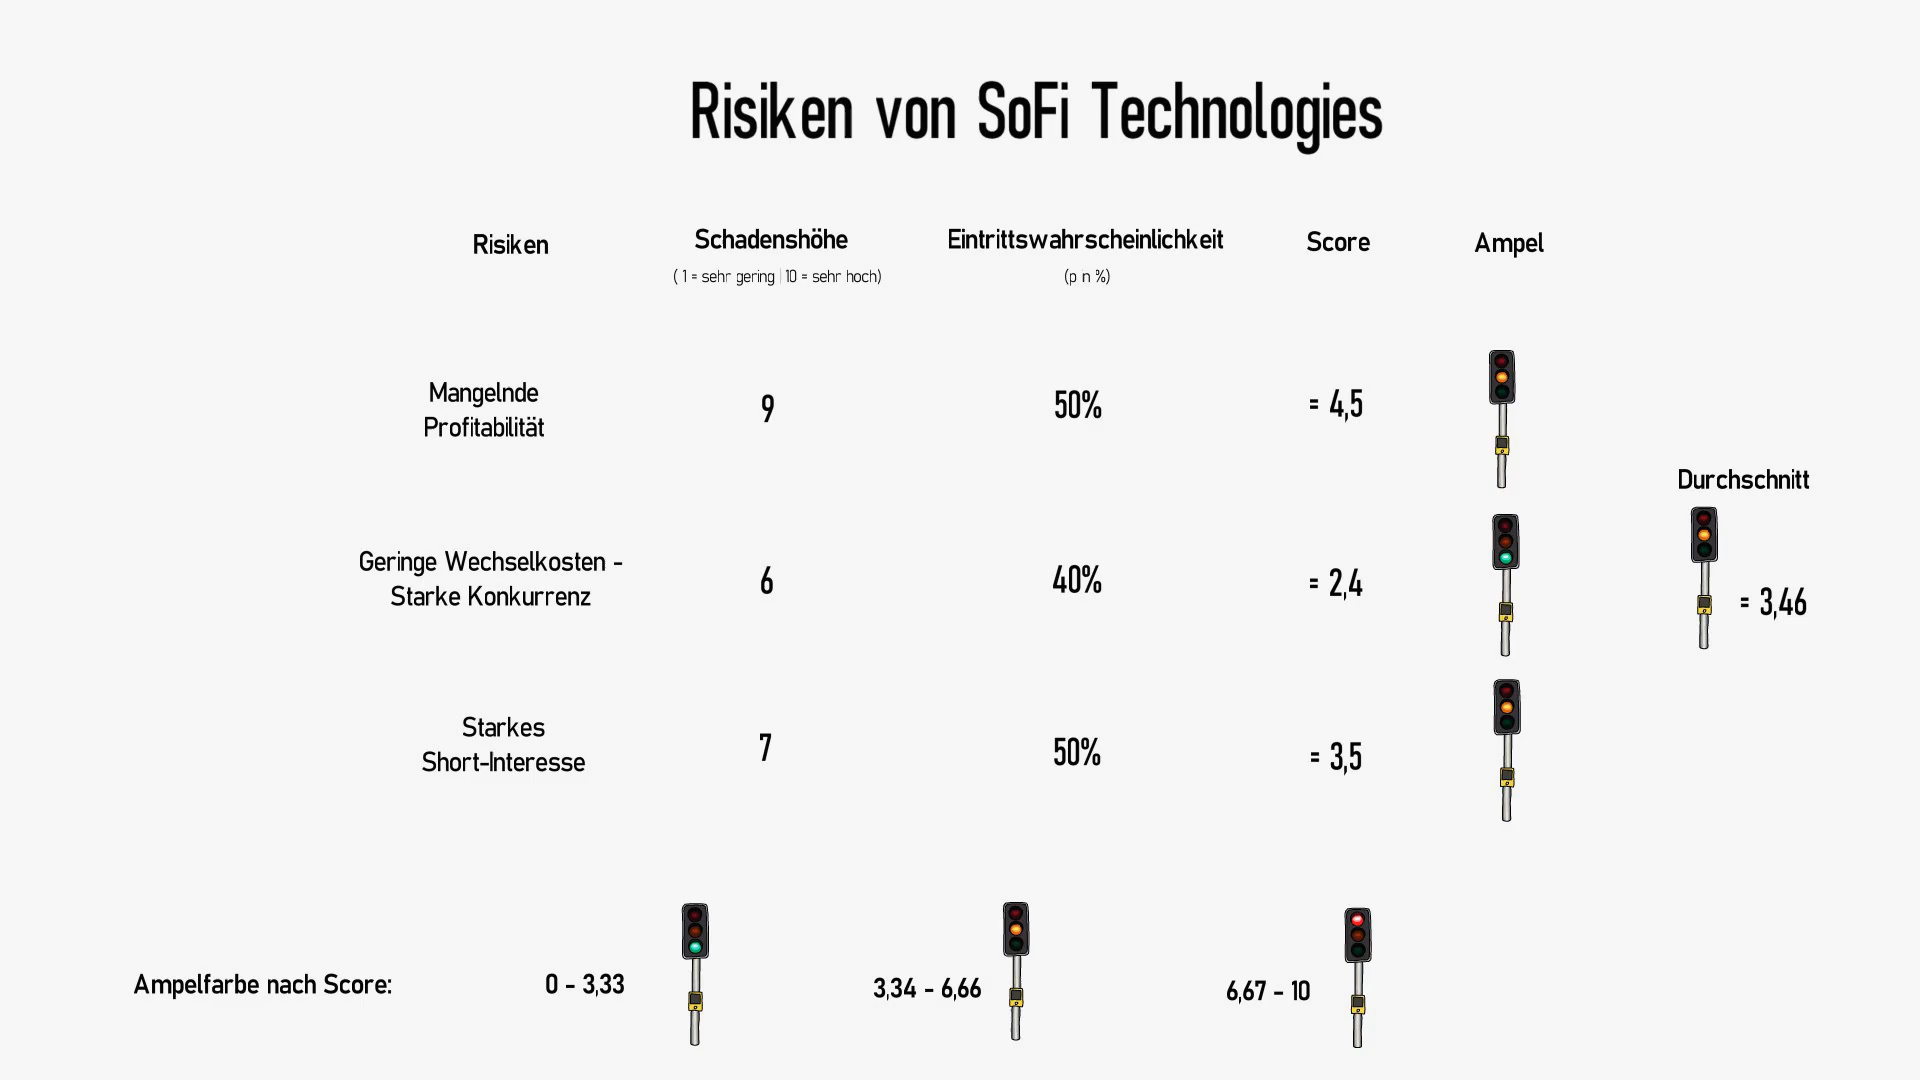 Risiken von SoFi Technologies
Risiken
Schadenshöhe
( 1 = sehr gering | 10 = sehr hoch)
Eintrittswahrscheinlichkeit
(p n %)
Score
Ampel
Mangelnde
Profitabilität
9
50%
= 4,5
Geringe Wechselkosten -
Starke Konkurrenz
6
40%
= 2,4
Starkes
Short-Interesse
7
50%
= 3,5
Durchschnitt
= 3,46
Ampelfarbe nach Score:
0 - 3,33
3,34 - 6,66
6,67 - 10